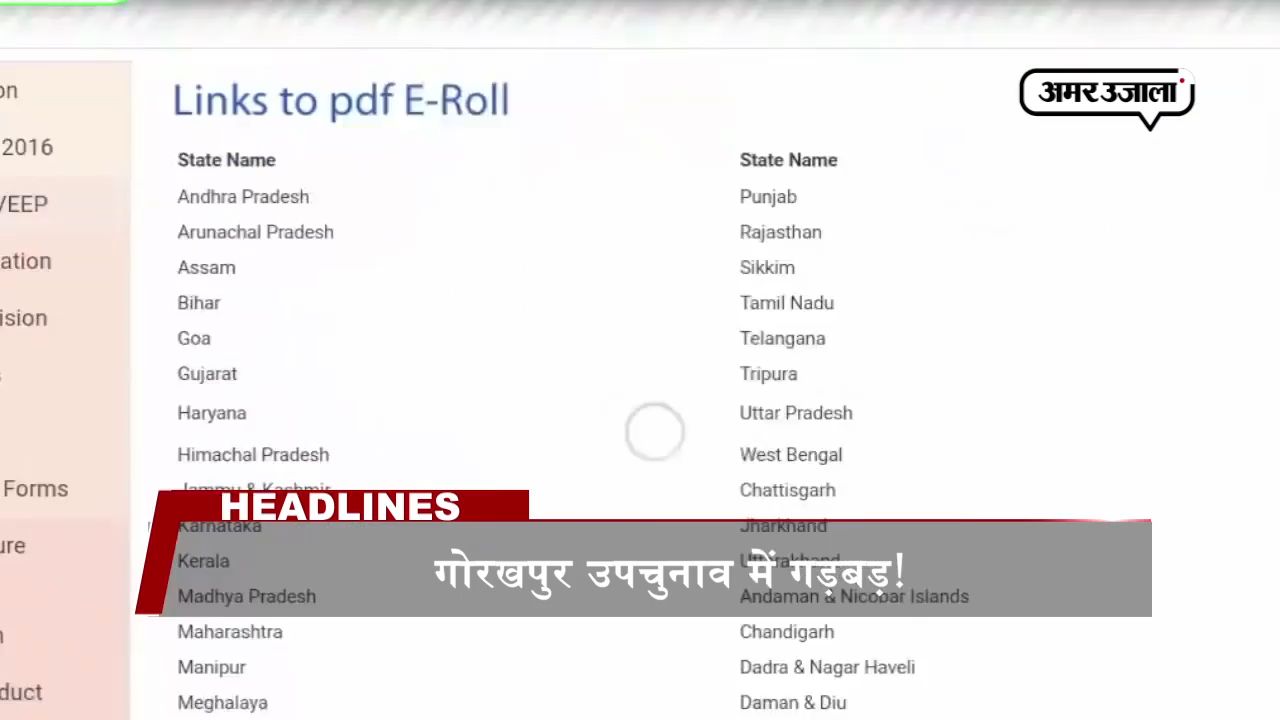 on
2016
/EEP
ation
ision
s
Forms
ure
n
duct
Links to pdf E-Roll
State Name
Andhra Pradesh
Arunachal Pradesh
Assam
Bihar
Goa
Gujarat
Haryana
Himachal Pradesh
Jammu & Kashmir
Karnataka
Kerala
Madhya Pradesh
Maharashtra
Manipur
Meghalaya
State Name
Punjab
Rajasthan
Sikkim
Tamil Nadu
Telangana
Tripura
Uttar Pradesh
West Bengal
Chattisgarh
Jharkhand
Uttarakhand
Andaman & Nicobar Islands
Chandigarh
Dadra & Nagar Haveli
Daman & Diu
अमर उजाला
HEADLINES
गोरखपुर उपचुनाव में गड़बड़!